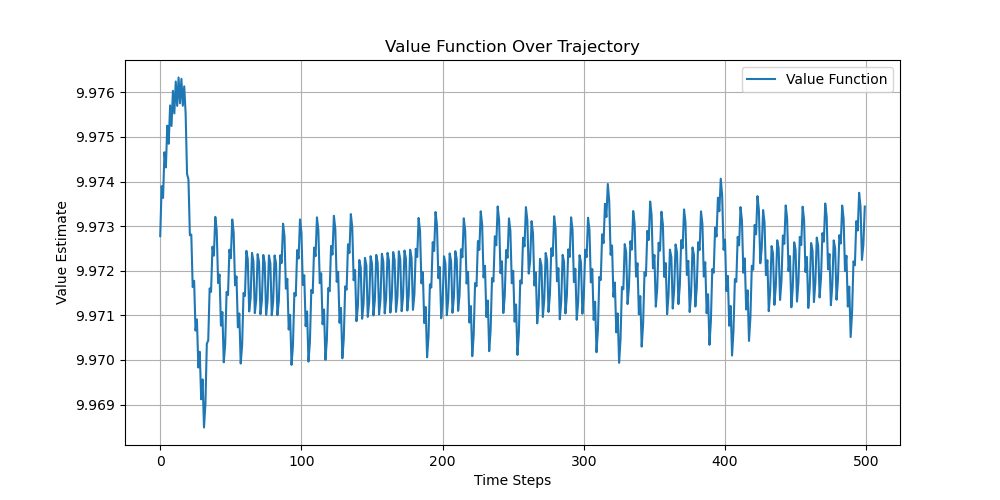 Value Function Over Trajectory
Value Function
9.976
9.975
9.974
9.973
9.972
9.971
9.970
9.969
Value Estimate
0 100 200 300 400 500
Time Steps